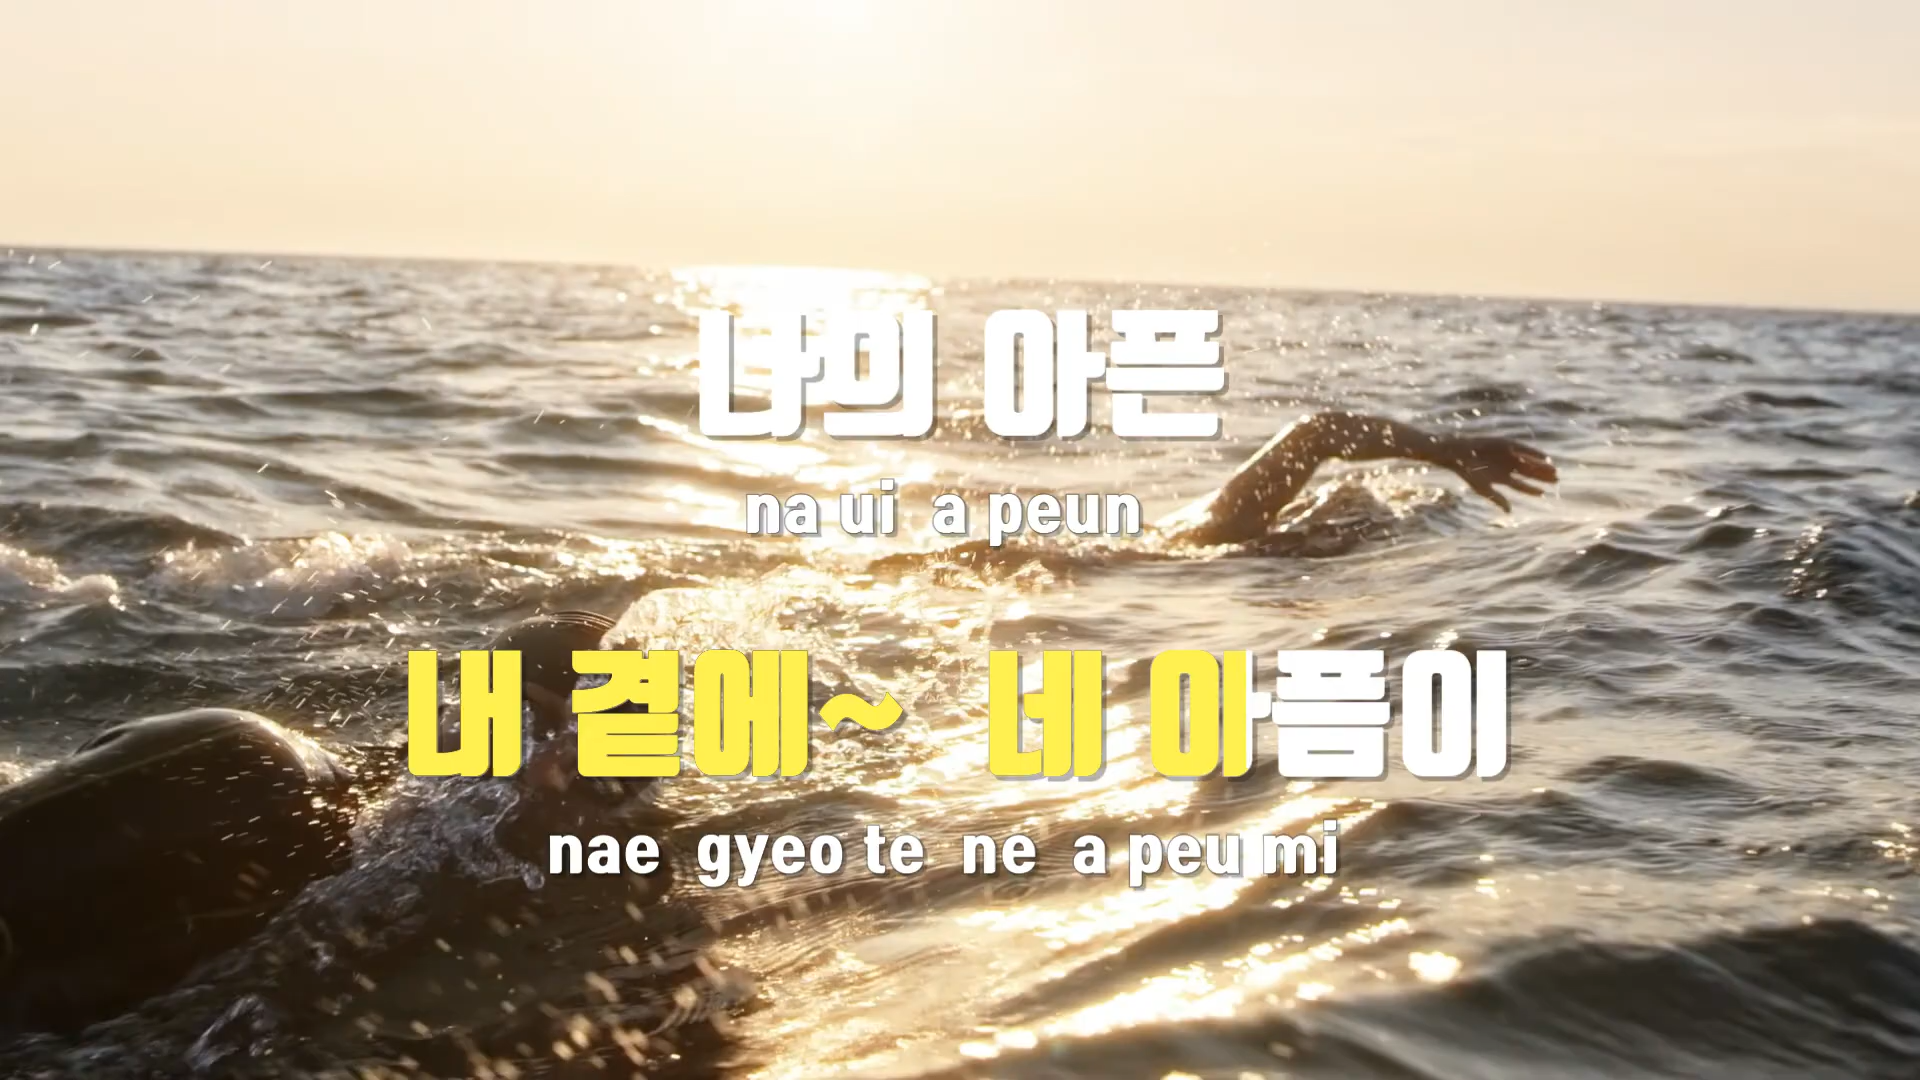 나의 아픈
na ui a peun
내 곁에~ 네 아픔이
nae gyeo te ne a peu mi